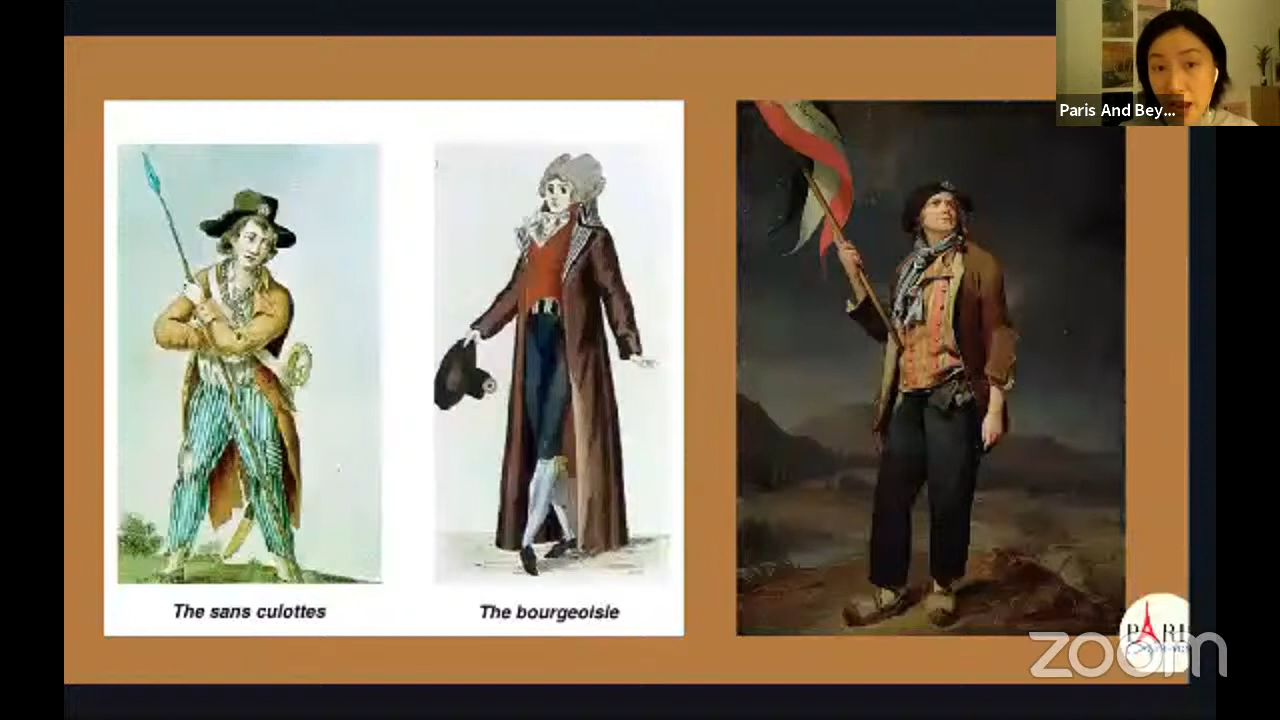 Paris And Bey...
The sans culottes
The bourgeoisie
PARI
zoom